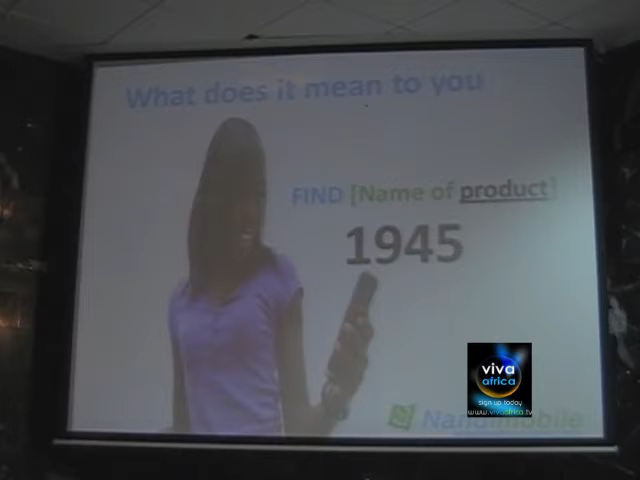 What does it mean to you
FIND [Name of product]
1945
viva
africa
sign up today
www.vivafrica.tv
Nandimobile